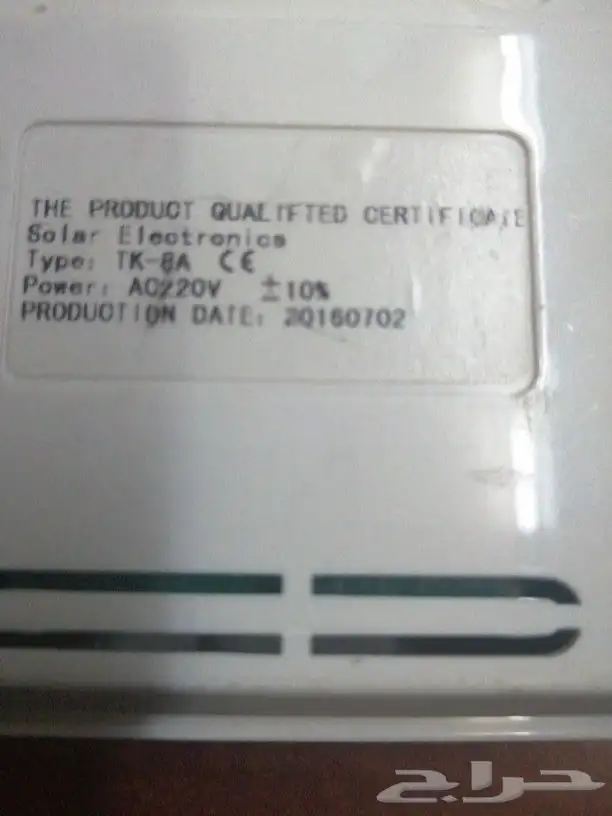 THE PRODUCT QUALIFTED CERTIFICATE
Solar Electronics
Type: TK-8A CE
Power: AC220V ±10%
PRODUCTION DATE: 20160702
حراج